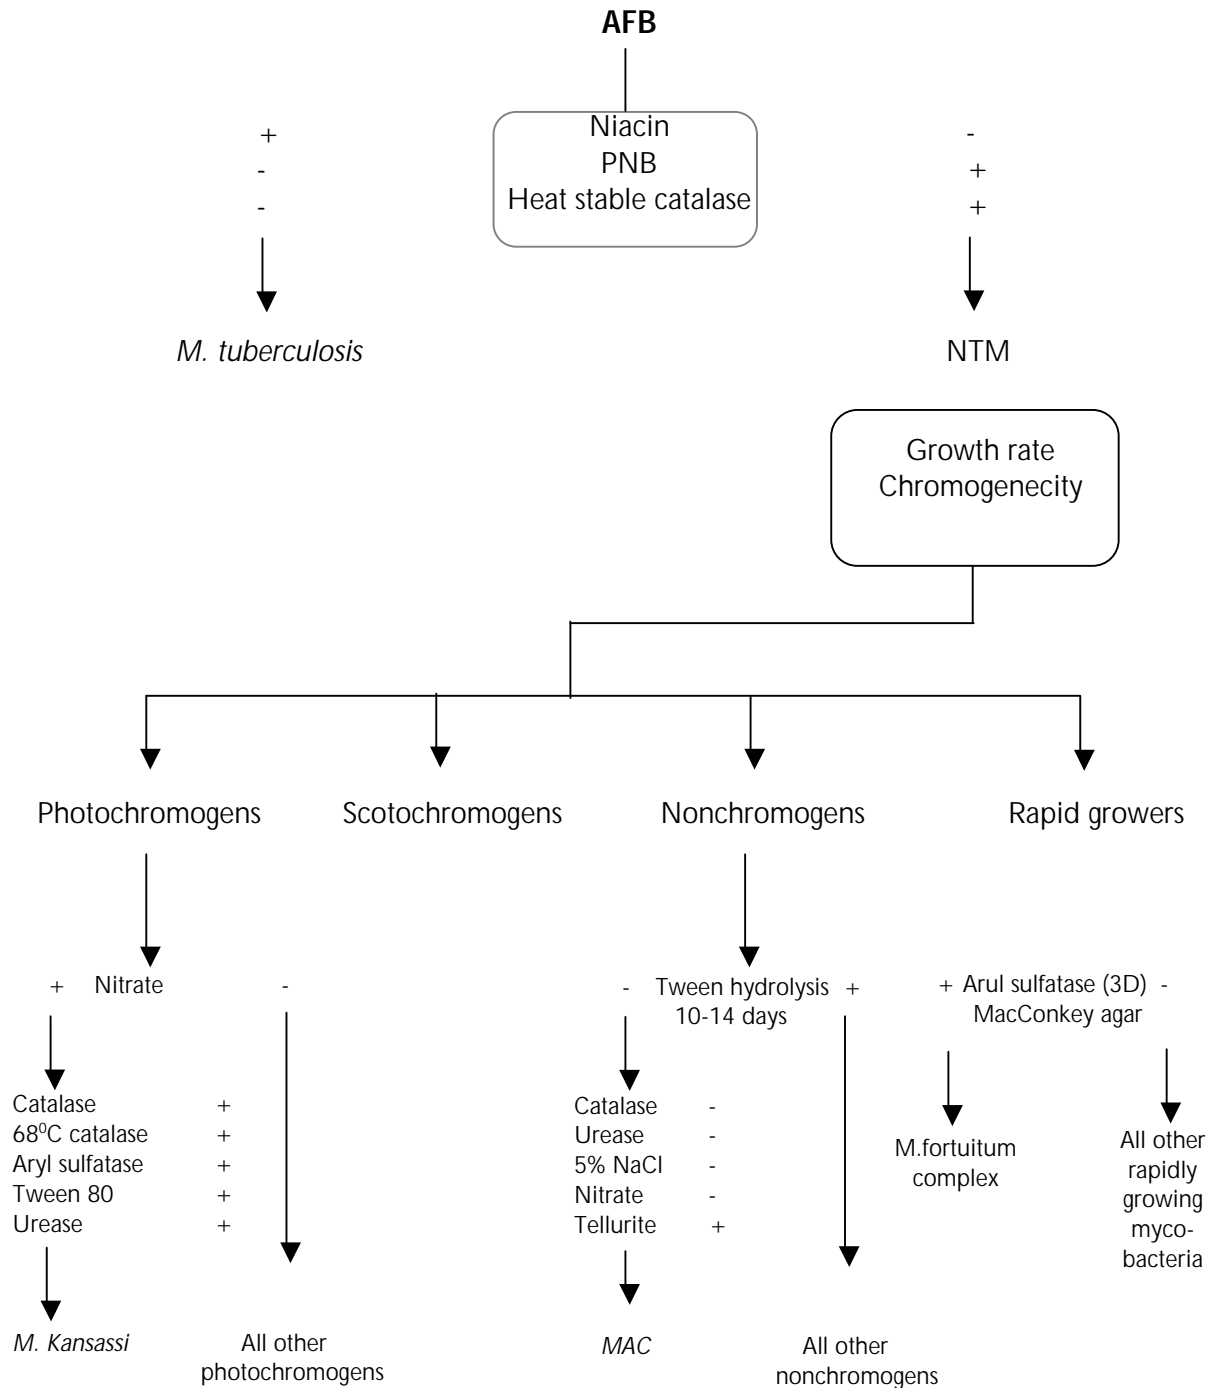 AFB
+ Niacin -
- PNB +
- Heat stable catalase +
M. tuberculosis
NTM
Growth rate
Chromogenecity
Photochromogens
Scotochromogens
Nonchromogens
Rapid growers
+ Nitrate -
- Tween hydrolysis +
10-14 days
+ Arul sulfatase (3D) -
MacConkey agar
Catalase +
68⁰C catalase +
Aryl sulfatase +
Tween 80 +
Urease +
M. Kansassi
All other
photochromogens
Catalase -
Urease -
5% NaCl -
Nitrate -
Tellurite +
MAC
All other
nonchromogens
M.fortuitum
complex
All other
rapidly
growing
myco-
bacteria